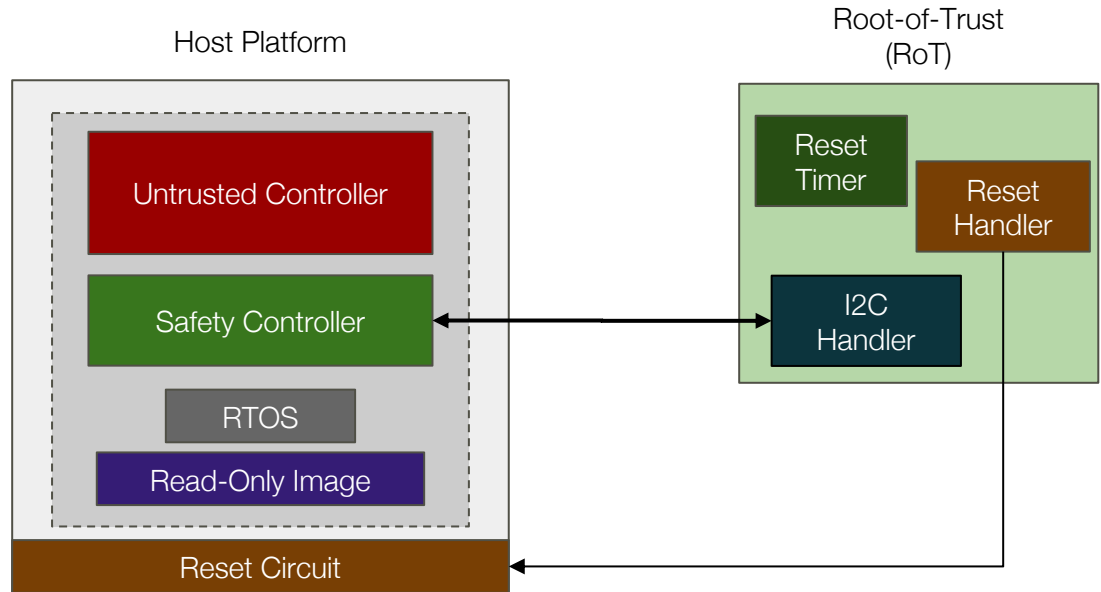 Host Platform
Untrusted Controller
Safety Controller
RTOS
Read-Only Image
Reset Circuit
Root-of-Trust
(RoT)
Reset
Timer
Reset
Handler
I2C
Handler